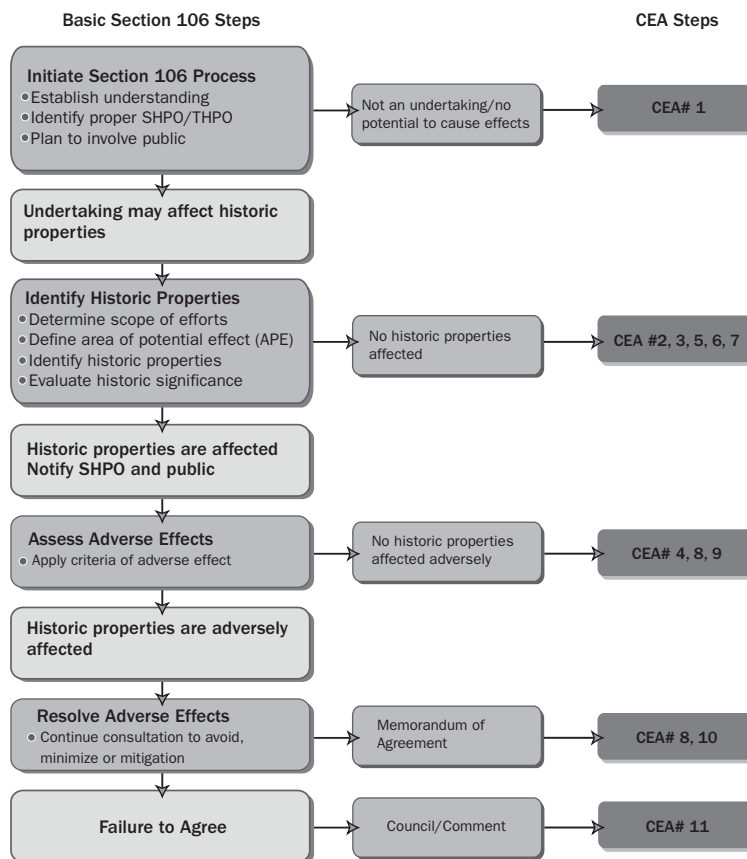 Basic Section 106 Steps
CEA Steps
Initiate Section 106 Process
• Establish understanding
• Identify proper SHPO/THPO
• Plan to involve public
Not an undertaking/no
potential to cause effects
CEA# 1
Undertaking may affect historic
properties
Identify Historic Properties
• Determine scope of efforts
• Define area of potential effect (APE)
• Identify historic properties
• Evaluate historic significance
No historic properties
affected
CEA #2, 3, 5, 6, 7
Historic properties are affected
Notify SHPO and public
Assess Adverse Effects
• Apply criteria of adverse effect
No historic properties
affected adversely
CEA# 4, 8, 9
Historic properties are adversely
affected
Resolve Adverse Effects
• Continue consultation to avoid,
minimize or mitigation
Memorandum of
Agreement
CEA# 8, 10
Failure to Agree
Council/Comment
CEA# 11